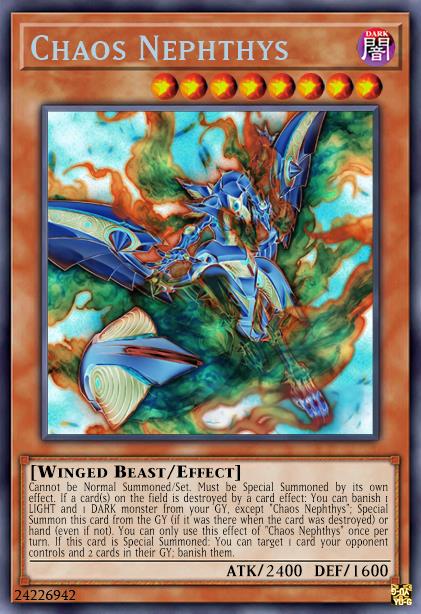 CHAOS NEPHTHYS
DARK
闇
[WINGED BEAST/EFFECT]
Cannot be Normal Summoned/Set. Must be Special Summoned by its own
effect. If a card(s) on the field is destroyed by a card effect: You can banish 1
LIGHT and 1 DARK monster from your GY, except "Chaos Nephthys"; Special
Summon this card from the GY (if it was there when the card was destroyed) or
hand (even if not). You can only use this effect of "Chaos Nephthys" once per
turn. If this card is Special Summoned: You can target 1 card your opponent
controls and 2 cards in their GY; banish them.
ATK/2400 DEF/1600
24226942